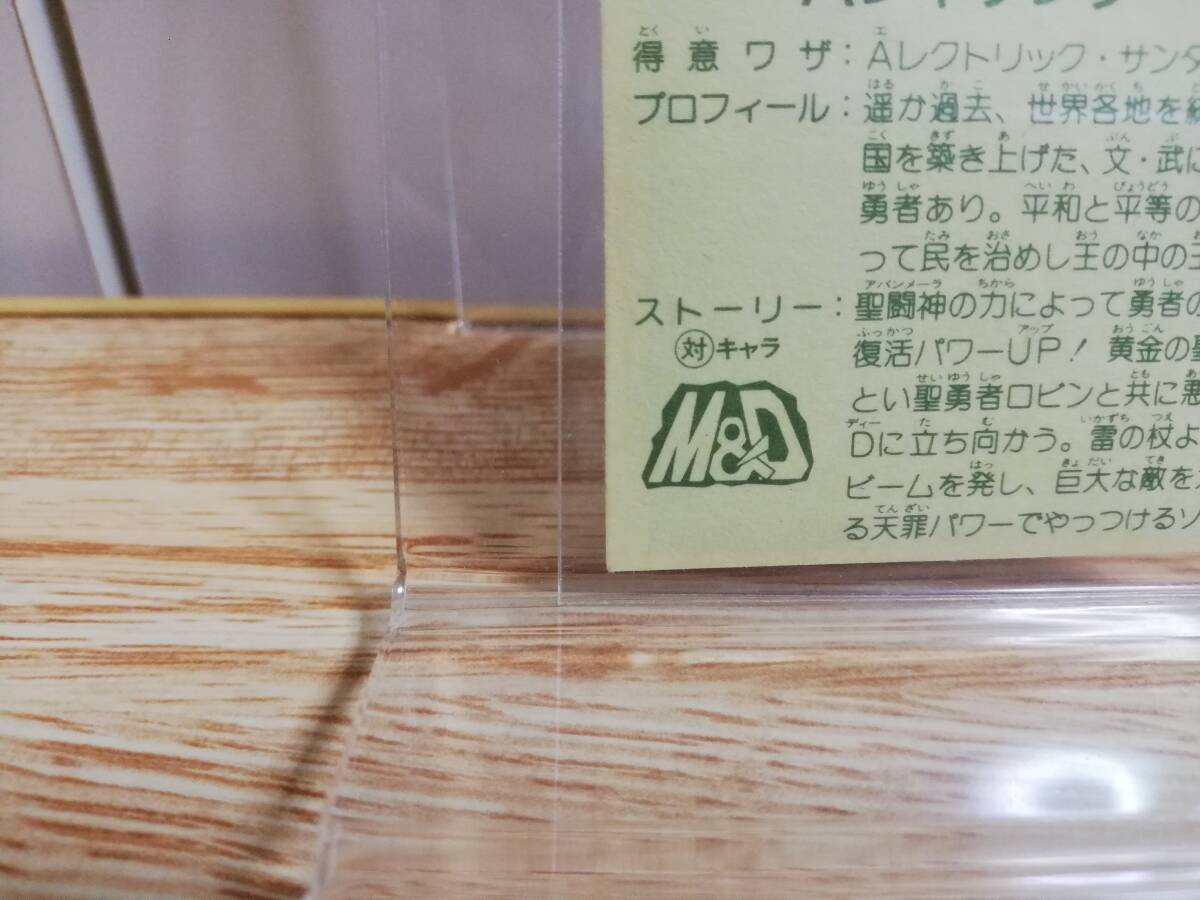 得意ワザ：Aレクトリック・サンダ
プロフィール：遥か過去、世界各地を
国を築き上げた、文・武に
勇者あり。平和と平等の
って民を治めし王の中の
ストーリー：聖闘神の力によって勇者の
対キャラ 復活パワーUP! 黄金の
とい聖勇者ロビンと共に悪
M&D Dに立ち向かう。雷の杖よ
ビームを発し、巨大な敵を
る天罪パワーでやっつけるゾ